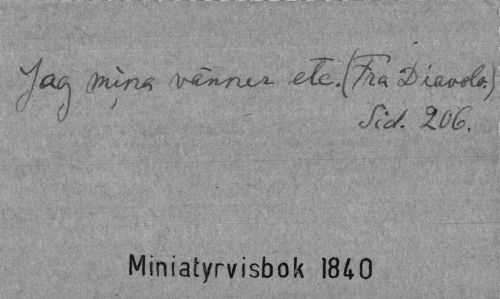 Jag mina vänner etc. (Fra Diavolo.)
Sid. 206.
Miniatyrvisbok 1840